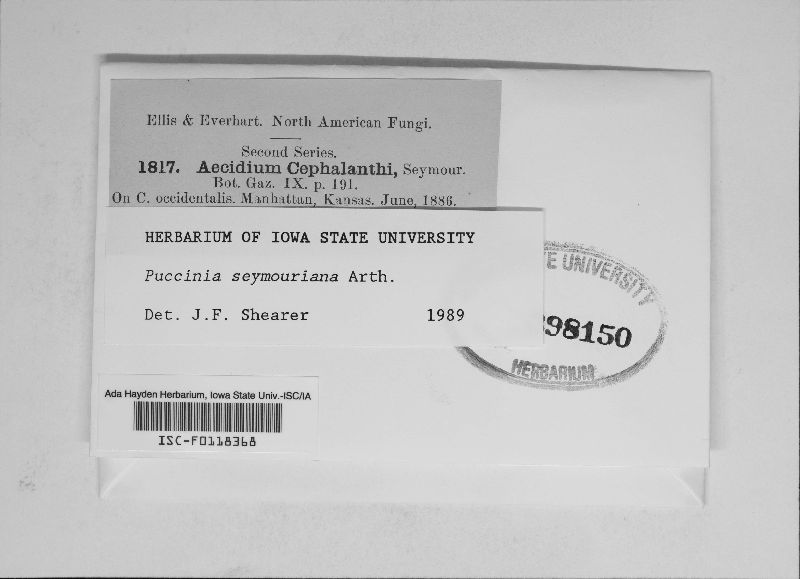 Ellis & Everhart. North American Fungi.
Second Series.
1817. Aecidium Cephalanthi, Seymour.
Bot. Gaz. IX. p. 191.
On C. occidentalis. Manhattan, Kansas. June, 1886.
HERBARIUM OF IOWA STATE UNIVERSITY
Puccinia seymouriana Arth.
Det. J.F. Shearer 1989
UNIVERSITY
98150
HERBARIUM
Ada Hayden Herbarium, Iowa State Univ.-ISC/IA
ISC-F0118368